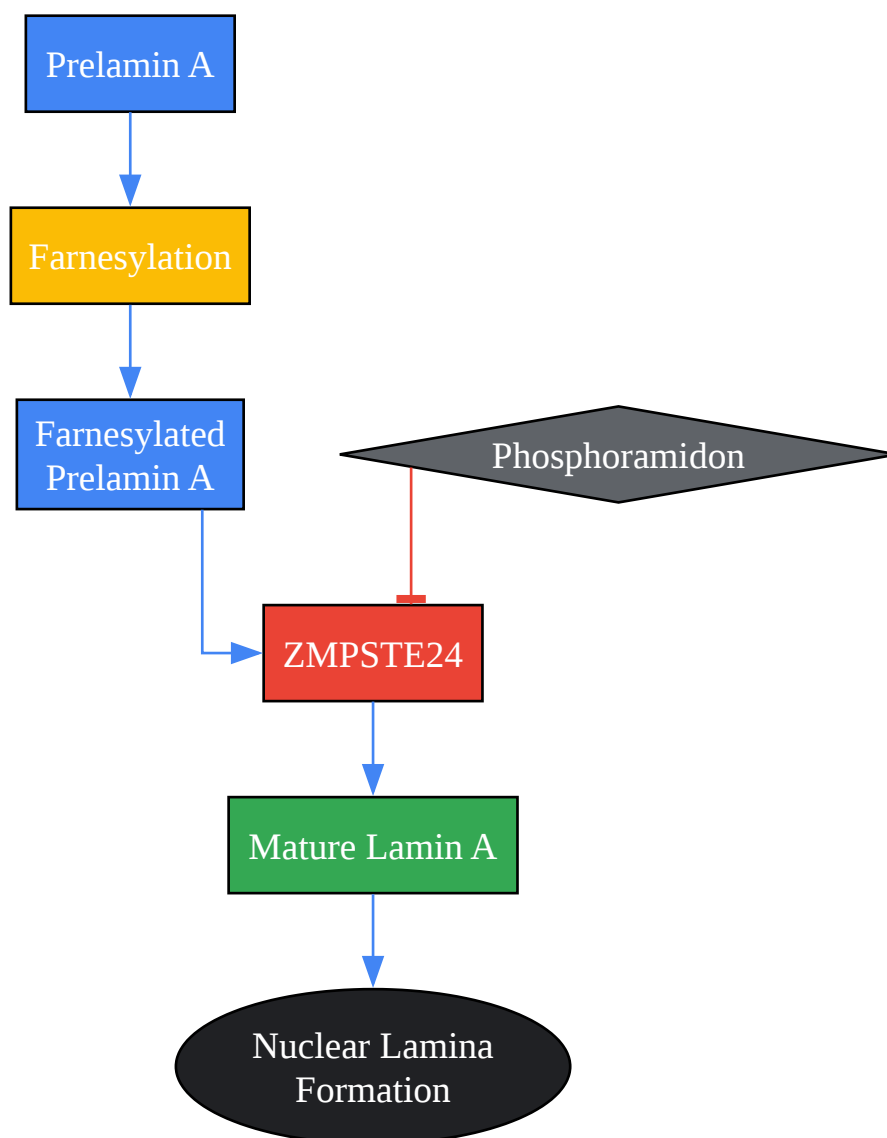 Prelamin A
Farnesylation
Farnesylated
Prelamin A
Phosphoramidon
ZMPSTE24
Mature Lamin A
Nuclear Lamina
Formation